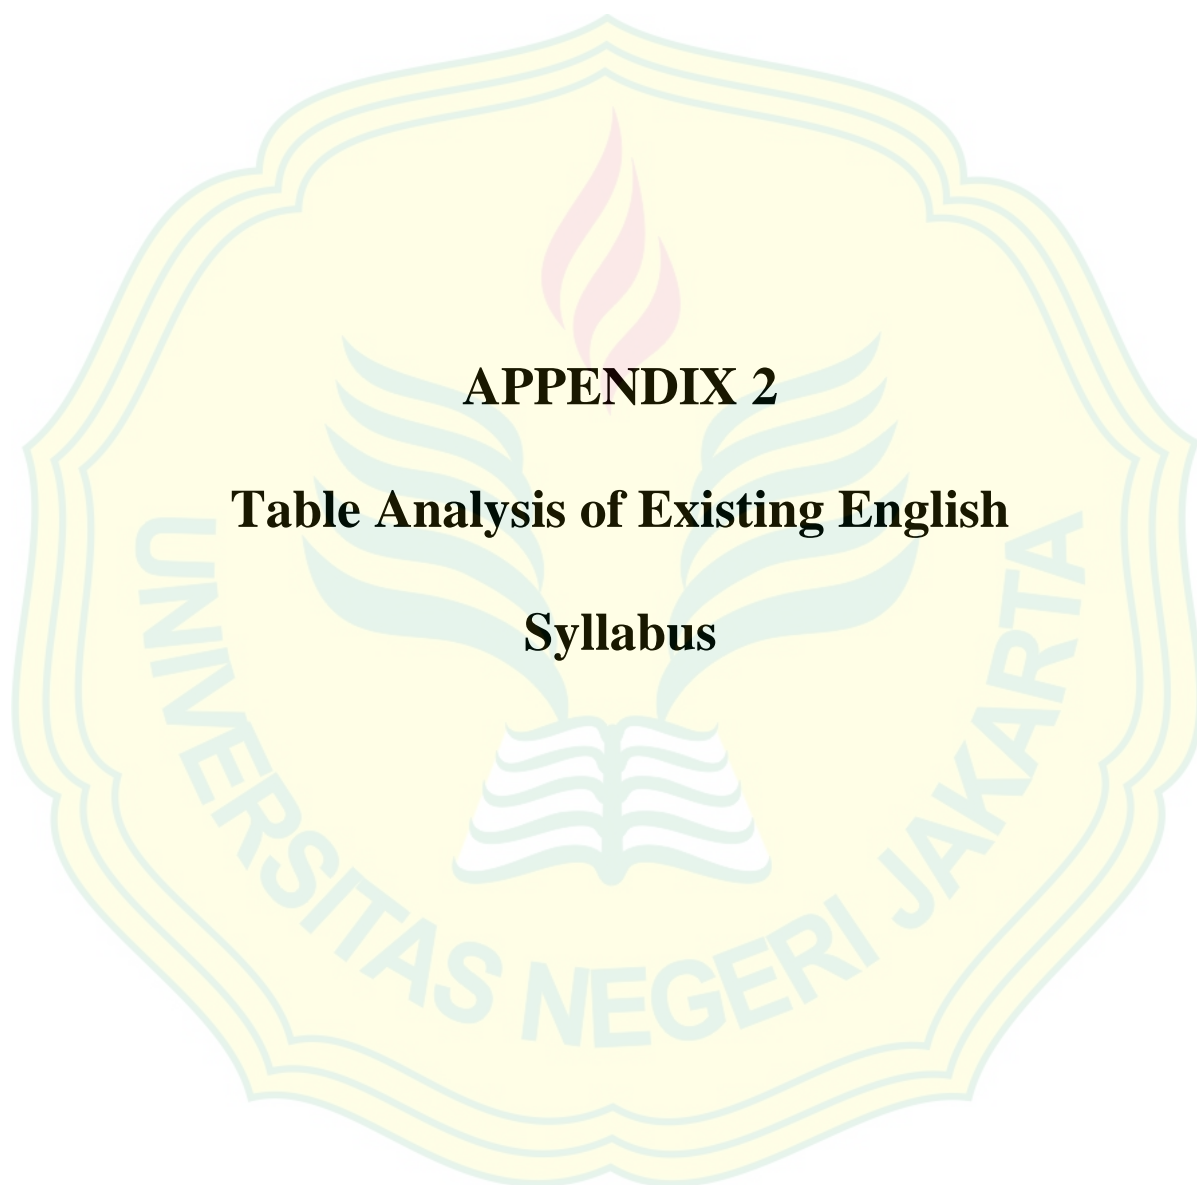 APPENDIX 2
Table Analysis of Existing English
Syllabus
UNIVERSITAS NEGERI JAKARTA